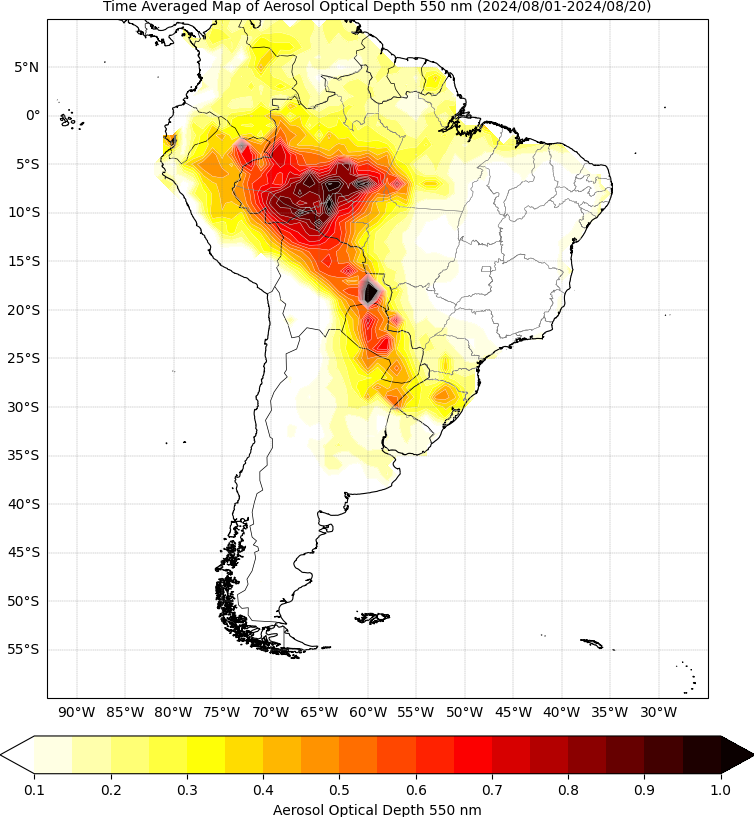 Time Averaged Map of Aerosol Optical Depth 550 nm (2024/08/01-2024/08/20)
5°N
0°
5°S
10°S
15°S
20°S
25°S
30°S
35°S
40°S
45°S
50°S
55°S
90°W 85°W 80°W 75°W 70°W 65°W 60°W 55°W 50°W 45°W 40°W 35°W 30°W
0.1 0.2 0.3 0.4 0.5 0.6 0.7 0.8 0.9 1.0
Aerosol Optical Depth 550 nm